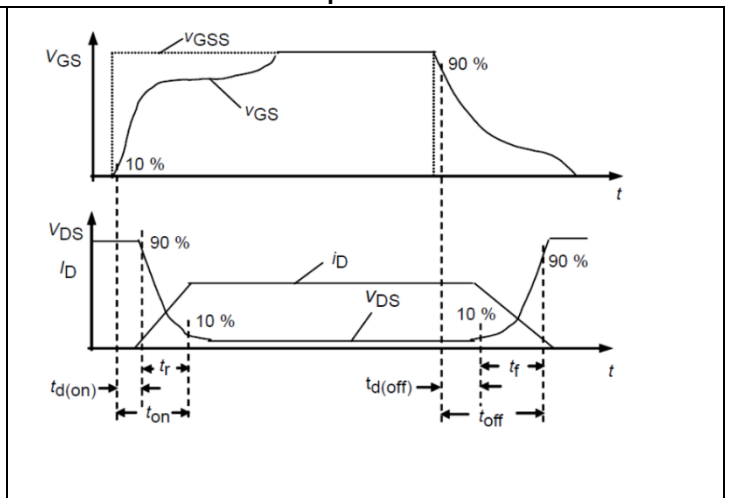 vGSS
VGS
90 %
vGS
10 %
t
VDS
90 %
ID
iD
90 %
VDS
10 %
10 %
tr
tf
t
td(on)
td(off)
ton
toff